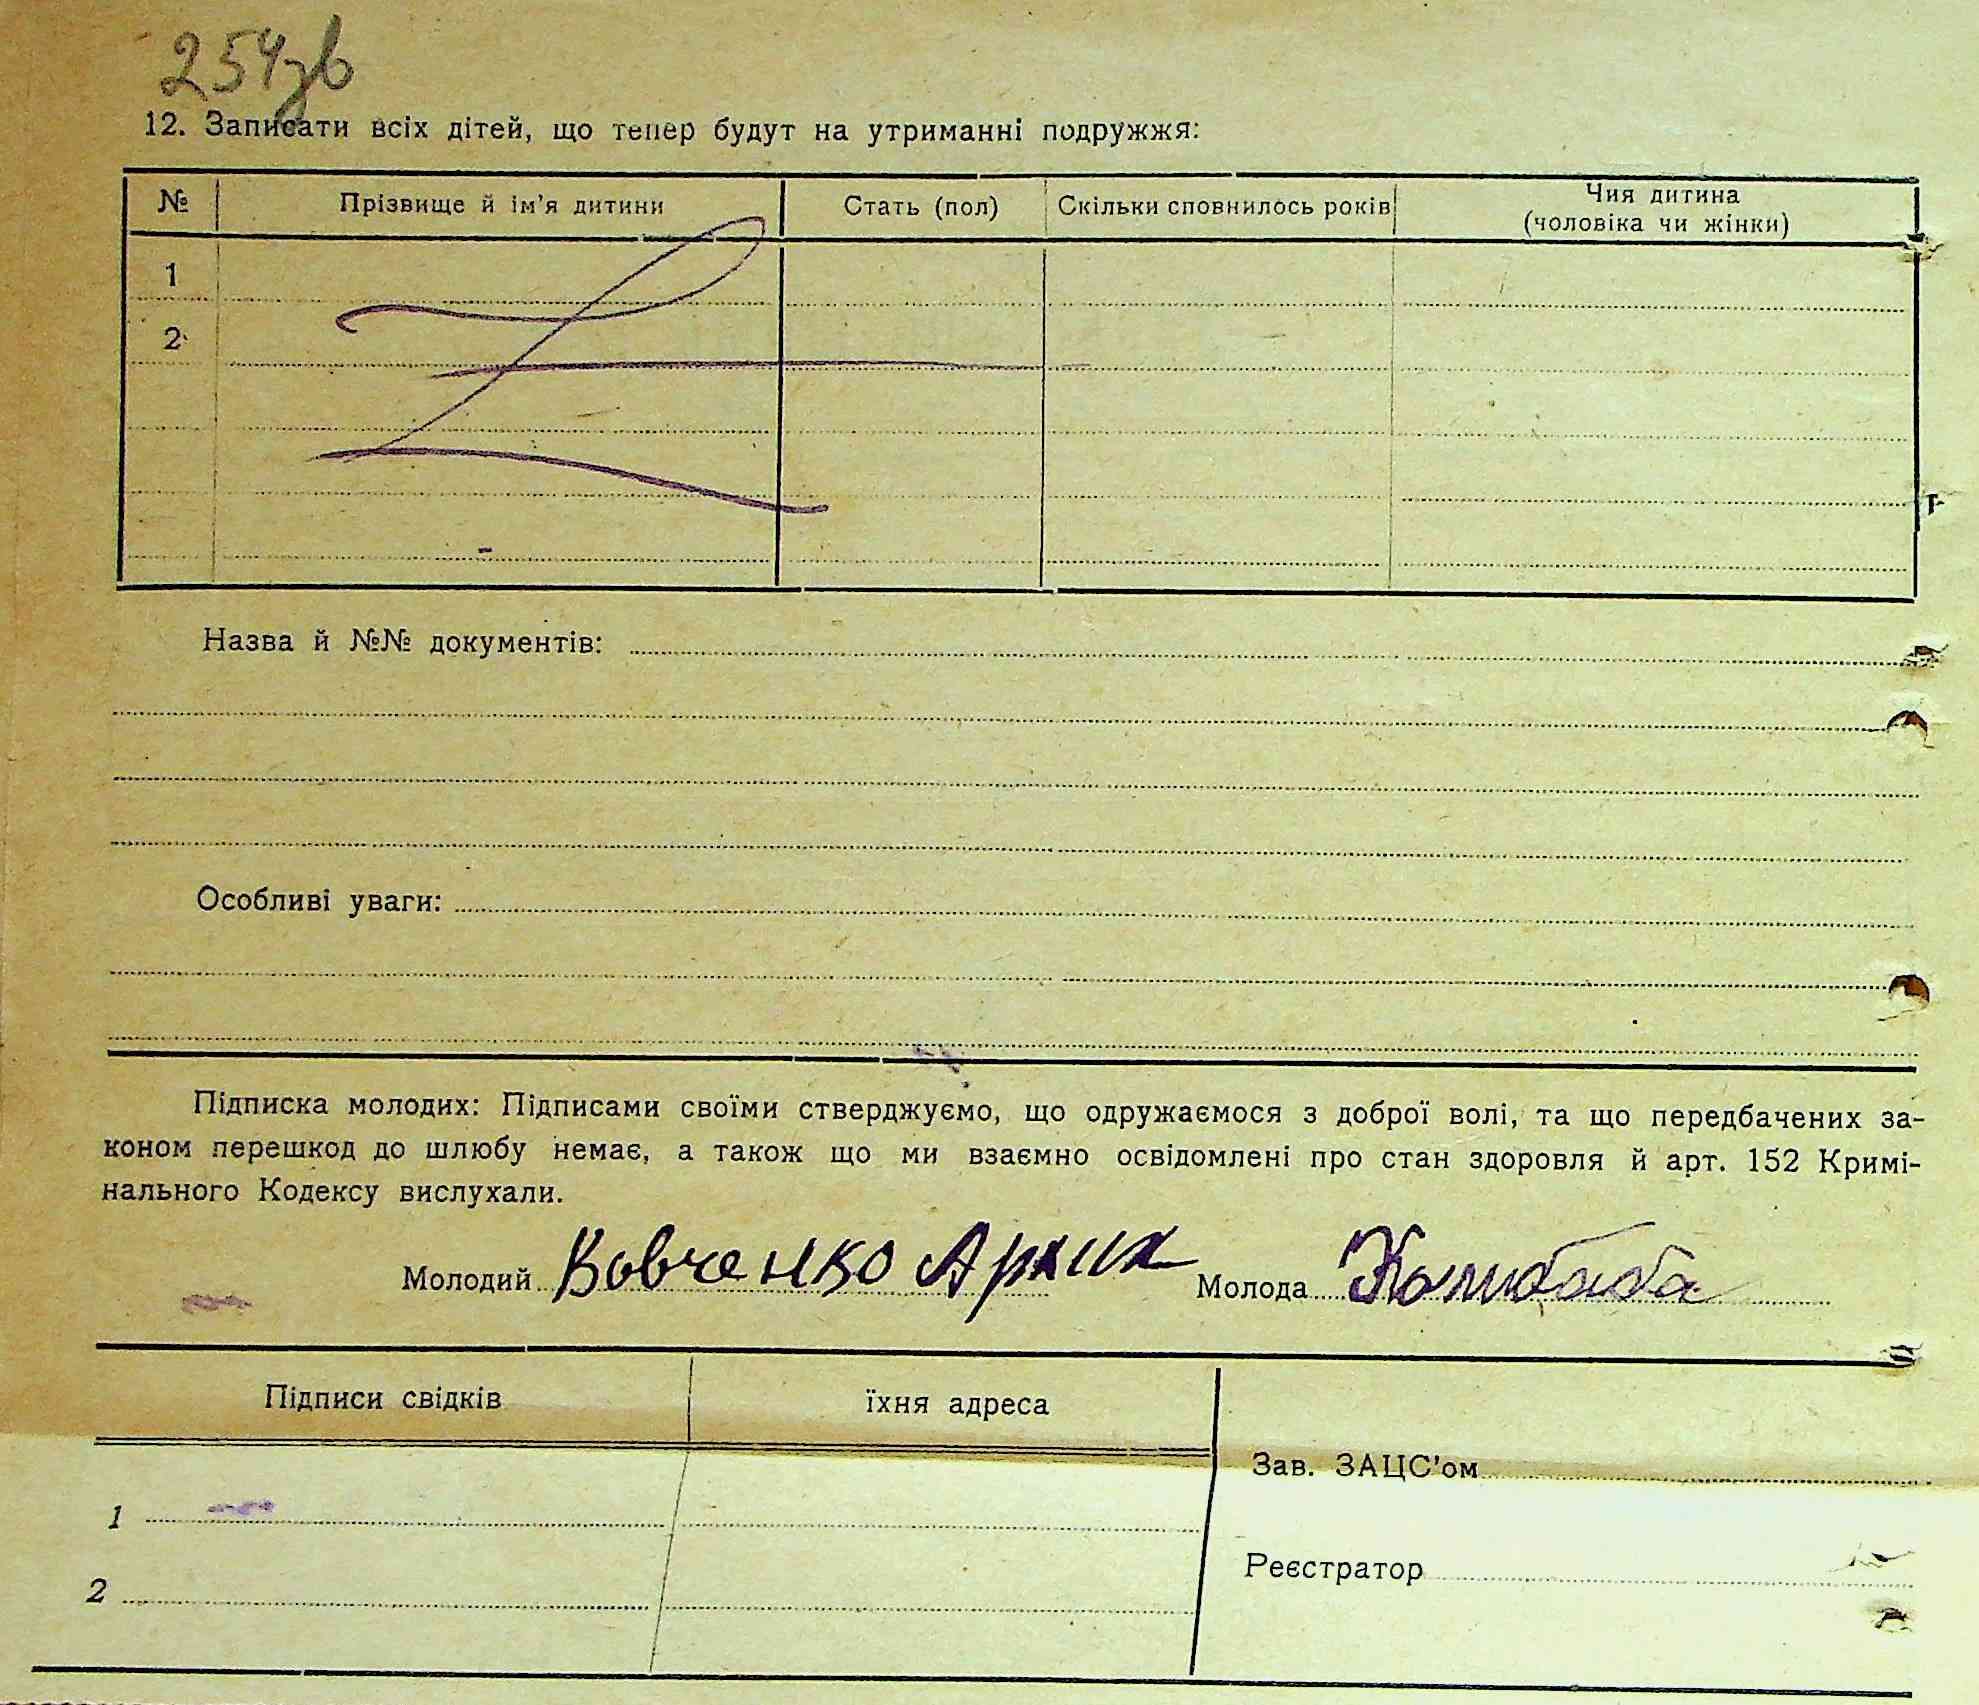 254зв
12. Записати всіх дітей, що тепер будут на утриманні подружжя:
№ Прізвище й ім'я дитини Стать (пол) Скільки сповнилось років Чия дитина
(чоловіка чи жінки)
1
2
Назва й №№ документів:
Особливі уваги:
Підписка молодих: Підписами своїми стверджуємо, що одружаємося з доброї волі, та що передбачених за-
коном перешкод до шлюбу немає, а також що ми взаємно освідомлені про стан здоровля й арт. 152 Кримі-
нального Кодексу вислухали.
Молодий Вовченко Молода
Підписи свідків їхня адреса
Зав. ЗАЦС'ом
1
Реєстратор
2